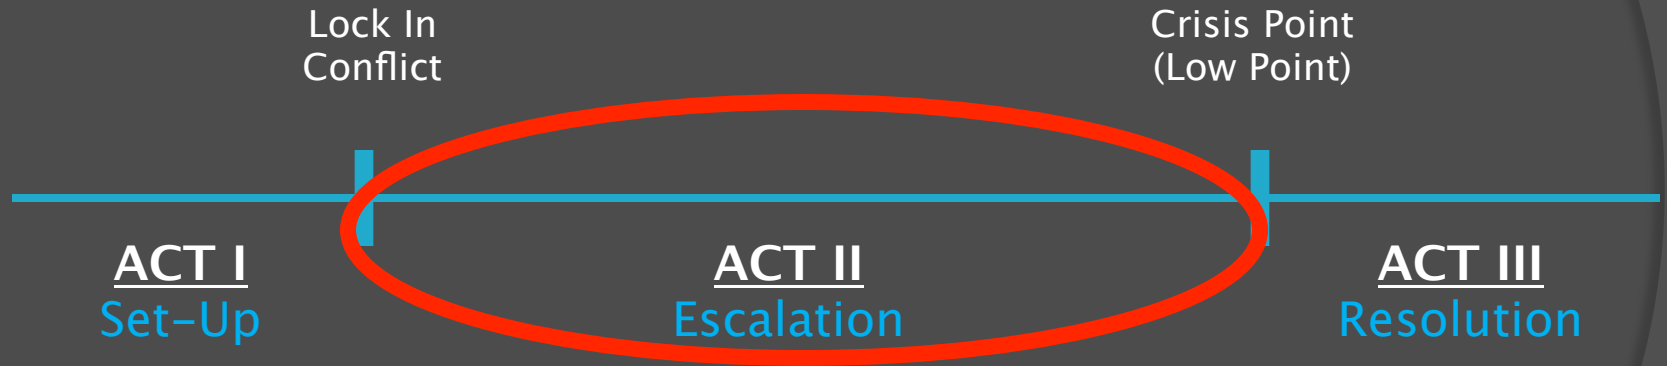 Lock In
Conflict
Crisis Point
(Low Point)
ACT I
Set-Up
ACT II
Escalation
ACT III
Resolution